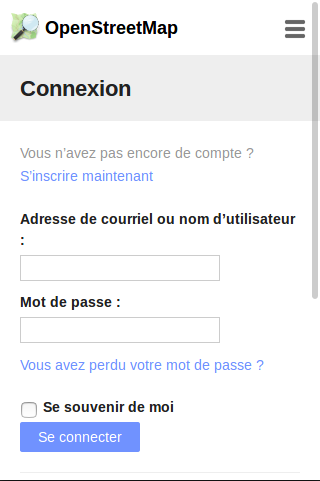 OpenStreetMap
Connexion
Vous n’avez pas encore de compte ?
S’inscrire maintenant
Adresse de courriel ou nom d’utilisateur
:
Mot de passe :
Vous avez perdu votre mot de passe ?
Se souvenir de moi
Se connecter